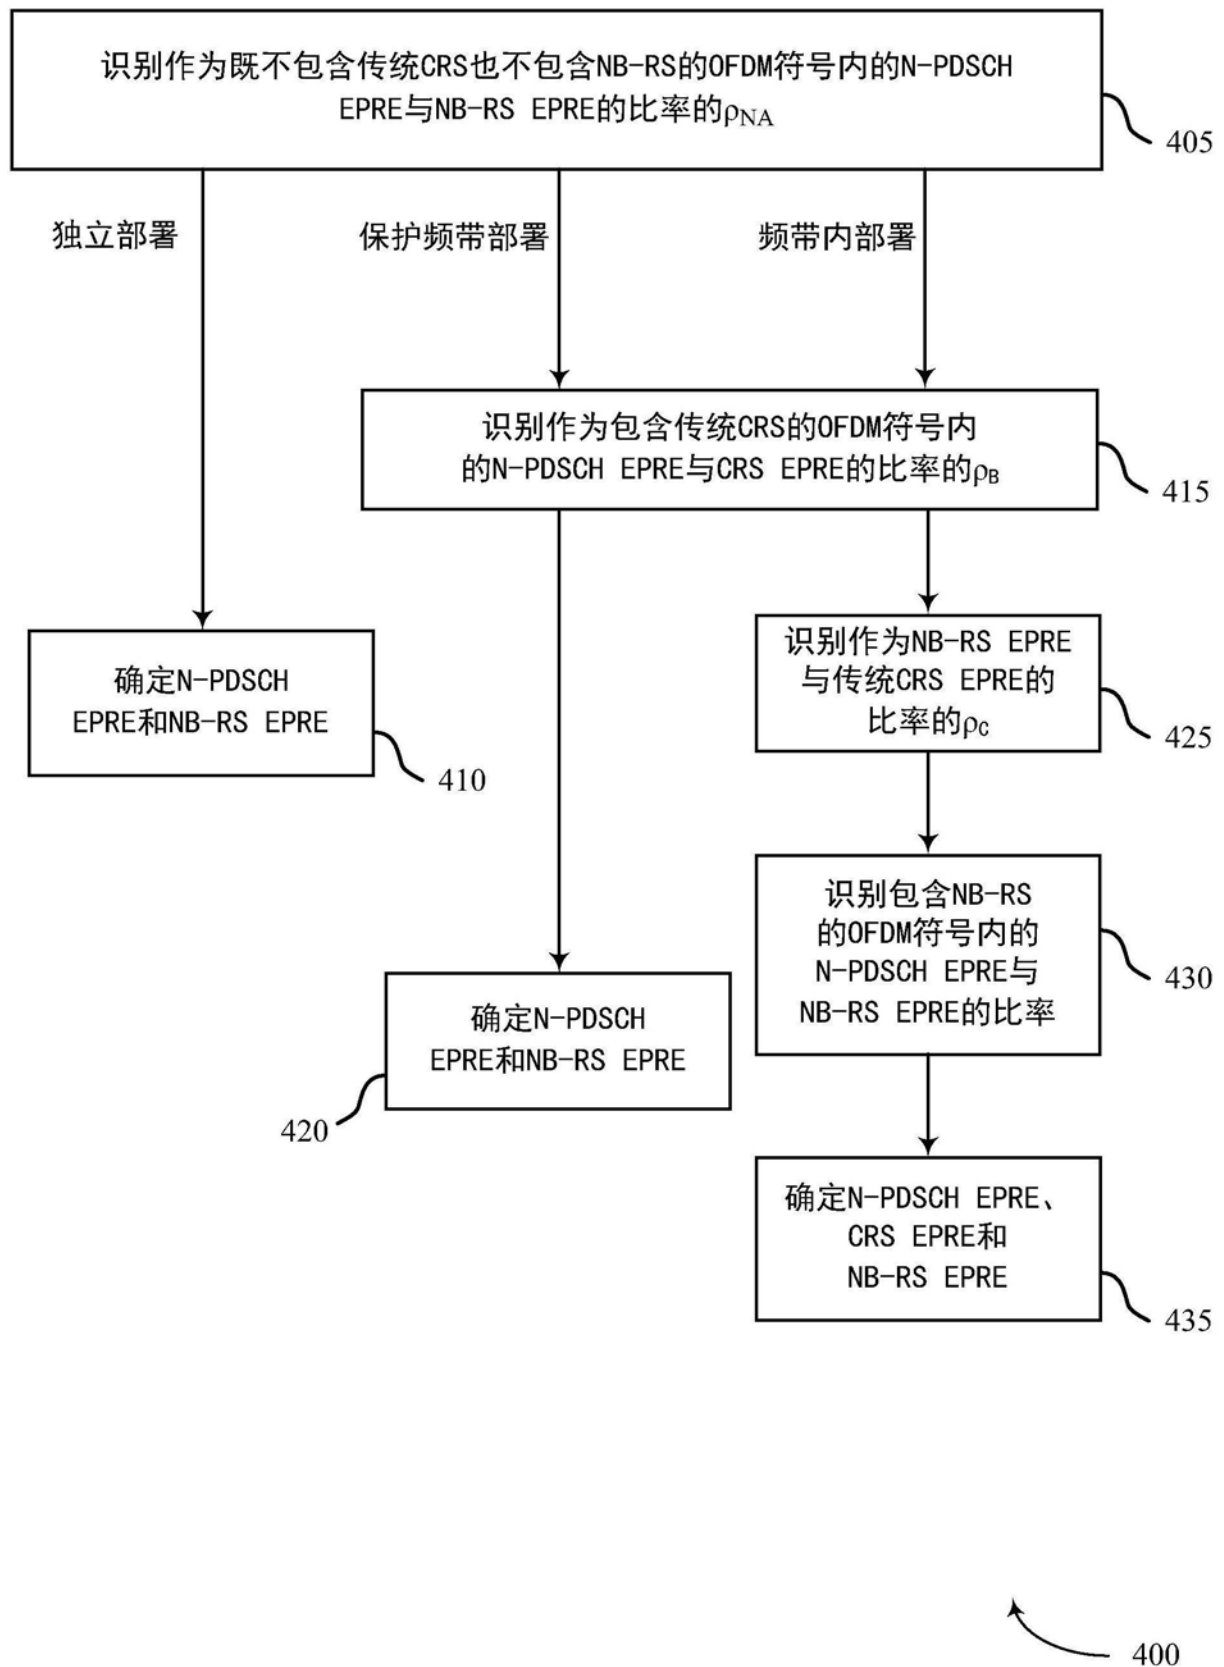 识别作为既不包含传统CRS也不包含NB-RS的OFDM符号内的N-PDSCH
EPRE与NB-RS EPRE的比率的ρNA
405
独立部署
保护频带部署
频带内部署
识别作为包含传统CRS的OFDM符号内
的N-PDSCH EPRE与CRS EPRE的比率的ρB
415
确定N-PDSCH
EPRE和NB-RS EPRE
410
识别作为NB-RS EPRE
与传统CRS EPRE的
比率的ρC
425
识别包含NB-RS
的OFDM符号内的
N-PDSCH EPRE与
NB-RS EPRE的比率
430
确定N-PDSCH
EPRE和NB-RS EPRE
420
确定N-PDSCH EPRE、
CRS EPRE和
NB-RS EPRE
435
400